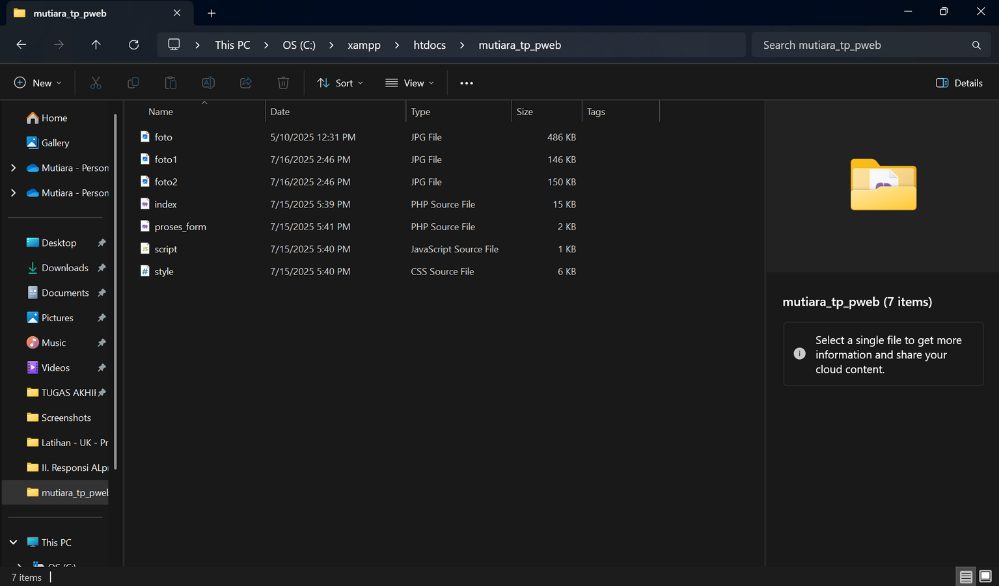 mutiara_tp_pweb
This PC > OS (C:) > xampp > htdocs > mutiara_tp_pweb
Search mutiara_tp_pweb
New
Sort
View
Details
Home
Gallery
Mutiara - Person
Mutiara - Person
Desktop
Downloads
Documents
Pictures
Music
Videos
TUGAS AKHII
Screenshots
Latihan - UK - Pr
II. Responsi ALpr
mutiara_tp_pweb
This PC
OS (C:)
Name Date Type Size Tags
foto 5/10/2025 12:31 PM JPG File 486 KB
foto1 7/16/2025 2:46 PM JPG File 146 KB
foto2 7/16/2025 2:46 PM JPG File 150 KB
index 7/15/2025 5:39 PM PHP Source File 15 KB
proses_form 7/15/2025 5:41 PM PHP Source File 2 KB
JS script 7/15/2025 5:40 PM JavaScript Source File 1 KB
# style 7/15/2025 5:40 PM CSS Source File 6 KB
mutiara_tp_pweb (7 items)
Select a single file to get more
information and share your
cloud content.
7 items